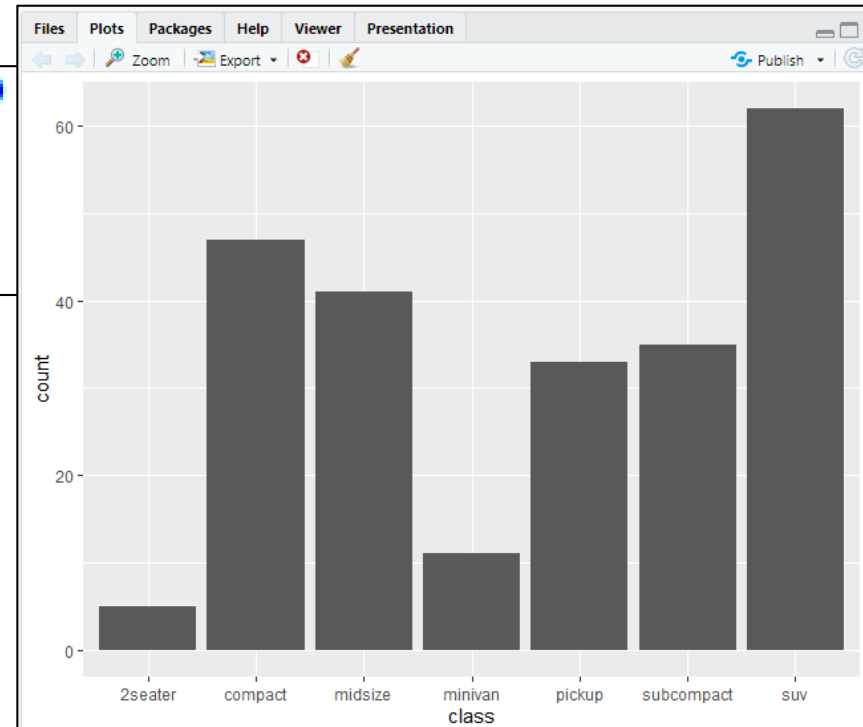 Files Plots Packages Help Viewer Presentation
Zoom Export Publish
60
40
20
0
count
2seater compact midsize minivan pickup subcompact suv
class